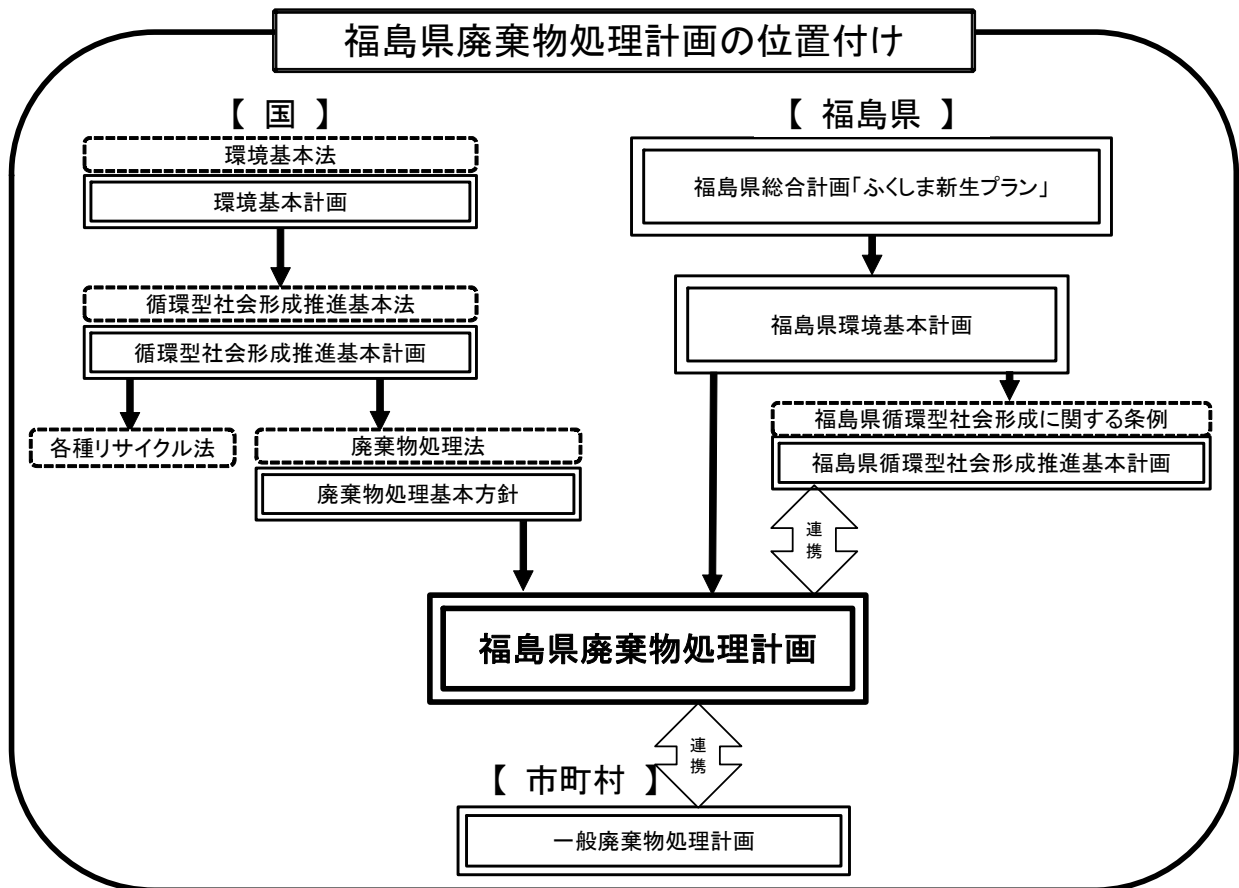 福島県廃棄物処理計画の位置付け
【 国 】
環境基本法
環境基本計画
循環型社会形成推進基本法
循環型社会形成推進基本計画
各種リサイクル法
廃棄物処理法
廃棄物処理基本方針
【 福島県 】
福島県総合計画「ふくしま新生プラン」
福島県環境基本計画
福島県循環型社会形成に関する条例
福島県循環型社会形成推進基本計画
連
携
福島県廃棄物処理計画
連
携
【 市町村 】
一般廃棄物処理計画